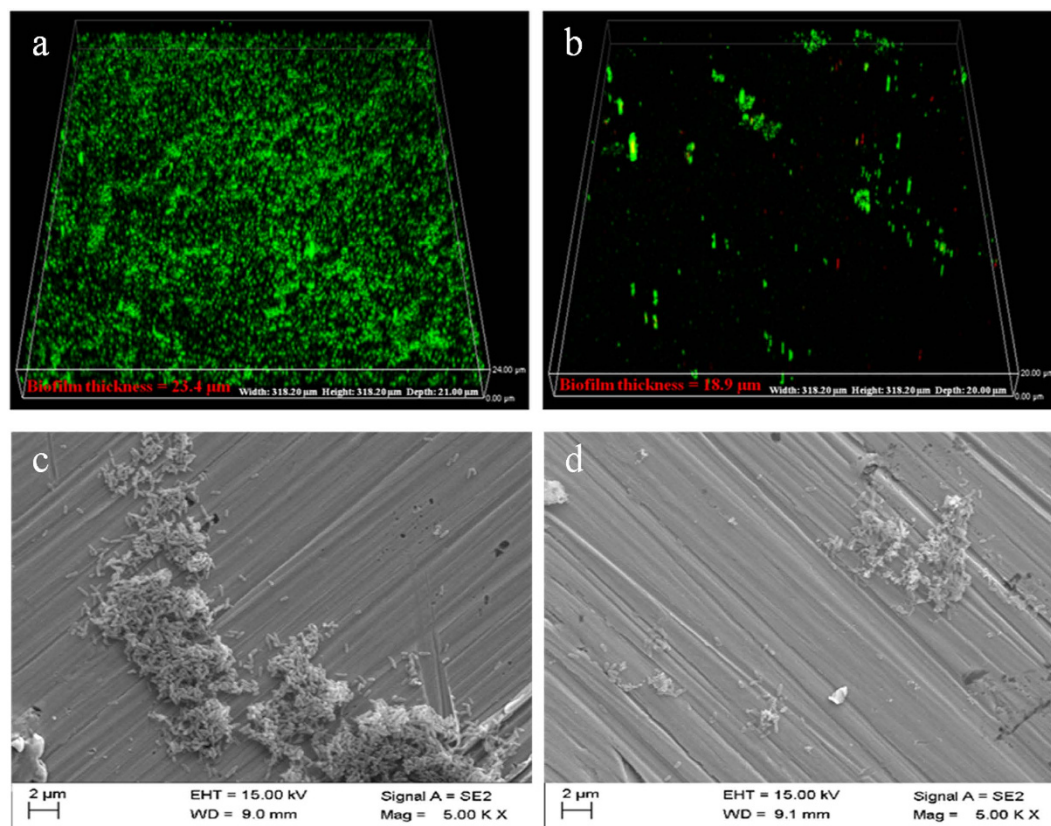 a
24.00 µm
Biofilm thickness = 23.4 µm
Width: 318.20 µm Height: 318.20 µm Depth: 21.00 µm
0.00 µm
b
20.00 µm
Biofilm thickness = 18.9 µm
Width: 318.20 µm Height: 318.20 µm Depth: 20.00 µm
0.00 µm
c
2 µm
EHT = 15.00 kV
Signal A = SE2
WD = 9.0 mm
Mag = 5.00 K X
d
2 µm
EHT = 15.00 kV
Signal A = SE2
WD = 9.1 mm
Mag = 5.00 K X